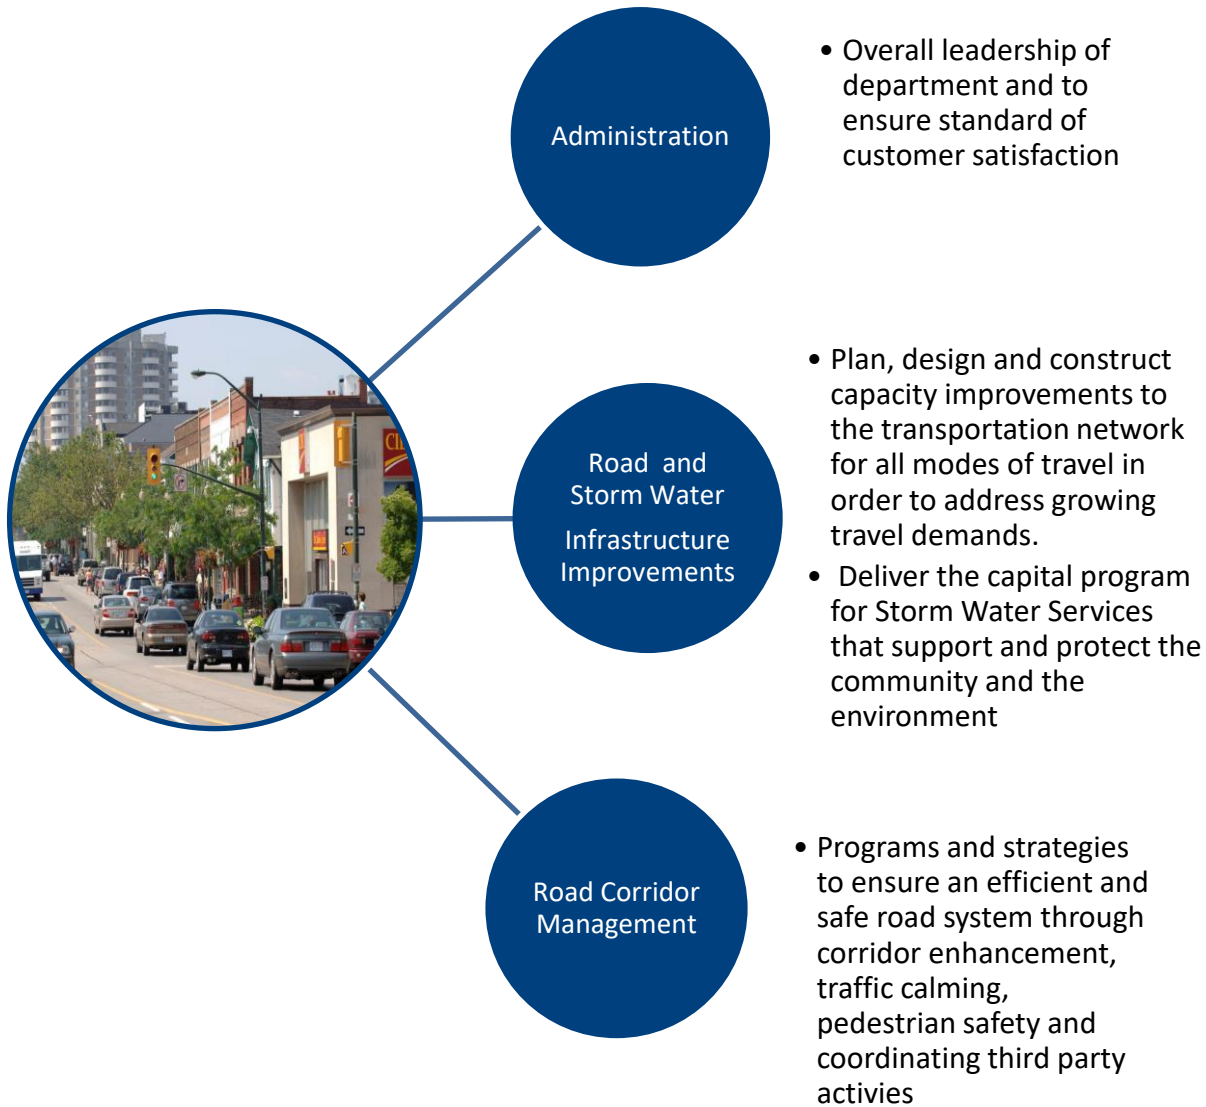 Administration
• Overall leadership of
department and to
ensure standard of
customer satisfaction
Road and
Storm Water
Infrastructure
Improvements
• Plan, design and construct
capacity improvements to
the transportation network
for all modes of travel in
order to address growing
travel demands.
• Deliver the capital program
for Storm Water Services
that support and protect the
community and the
environment
Road Corridor
Management
• Programs and strategies
to ensure an efficient and
safe road system through
corridor enhancement,
traffic calming,
pedestrian safety and
coordinating third party
activies